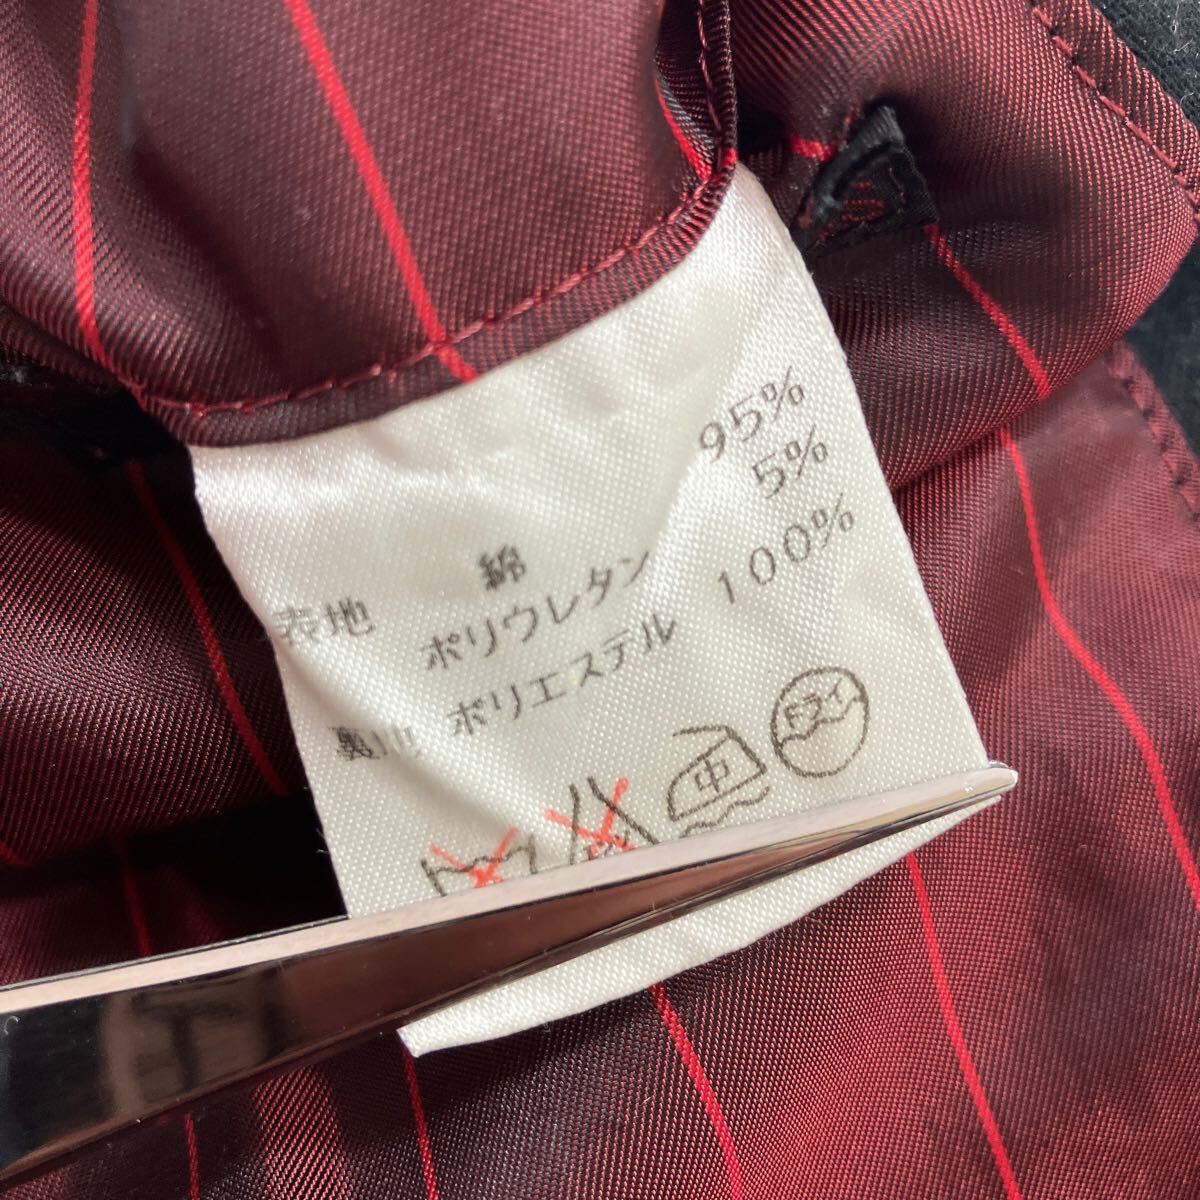 表地 綿 95%
ポリウレタン 5%
裏地 ポリエステル 100%
中 ドライ